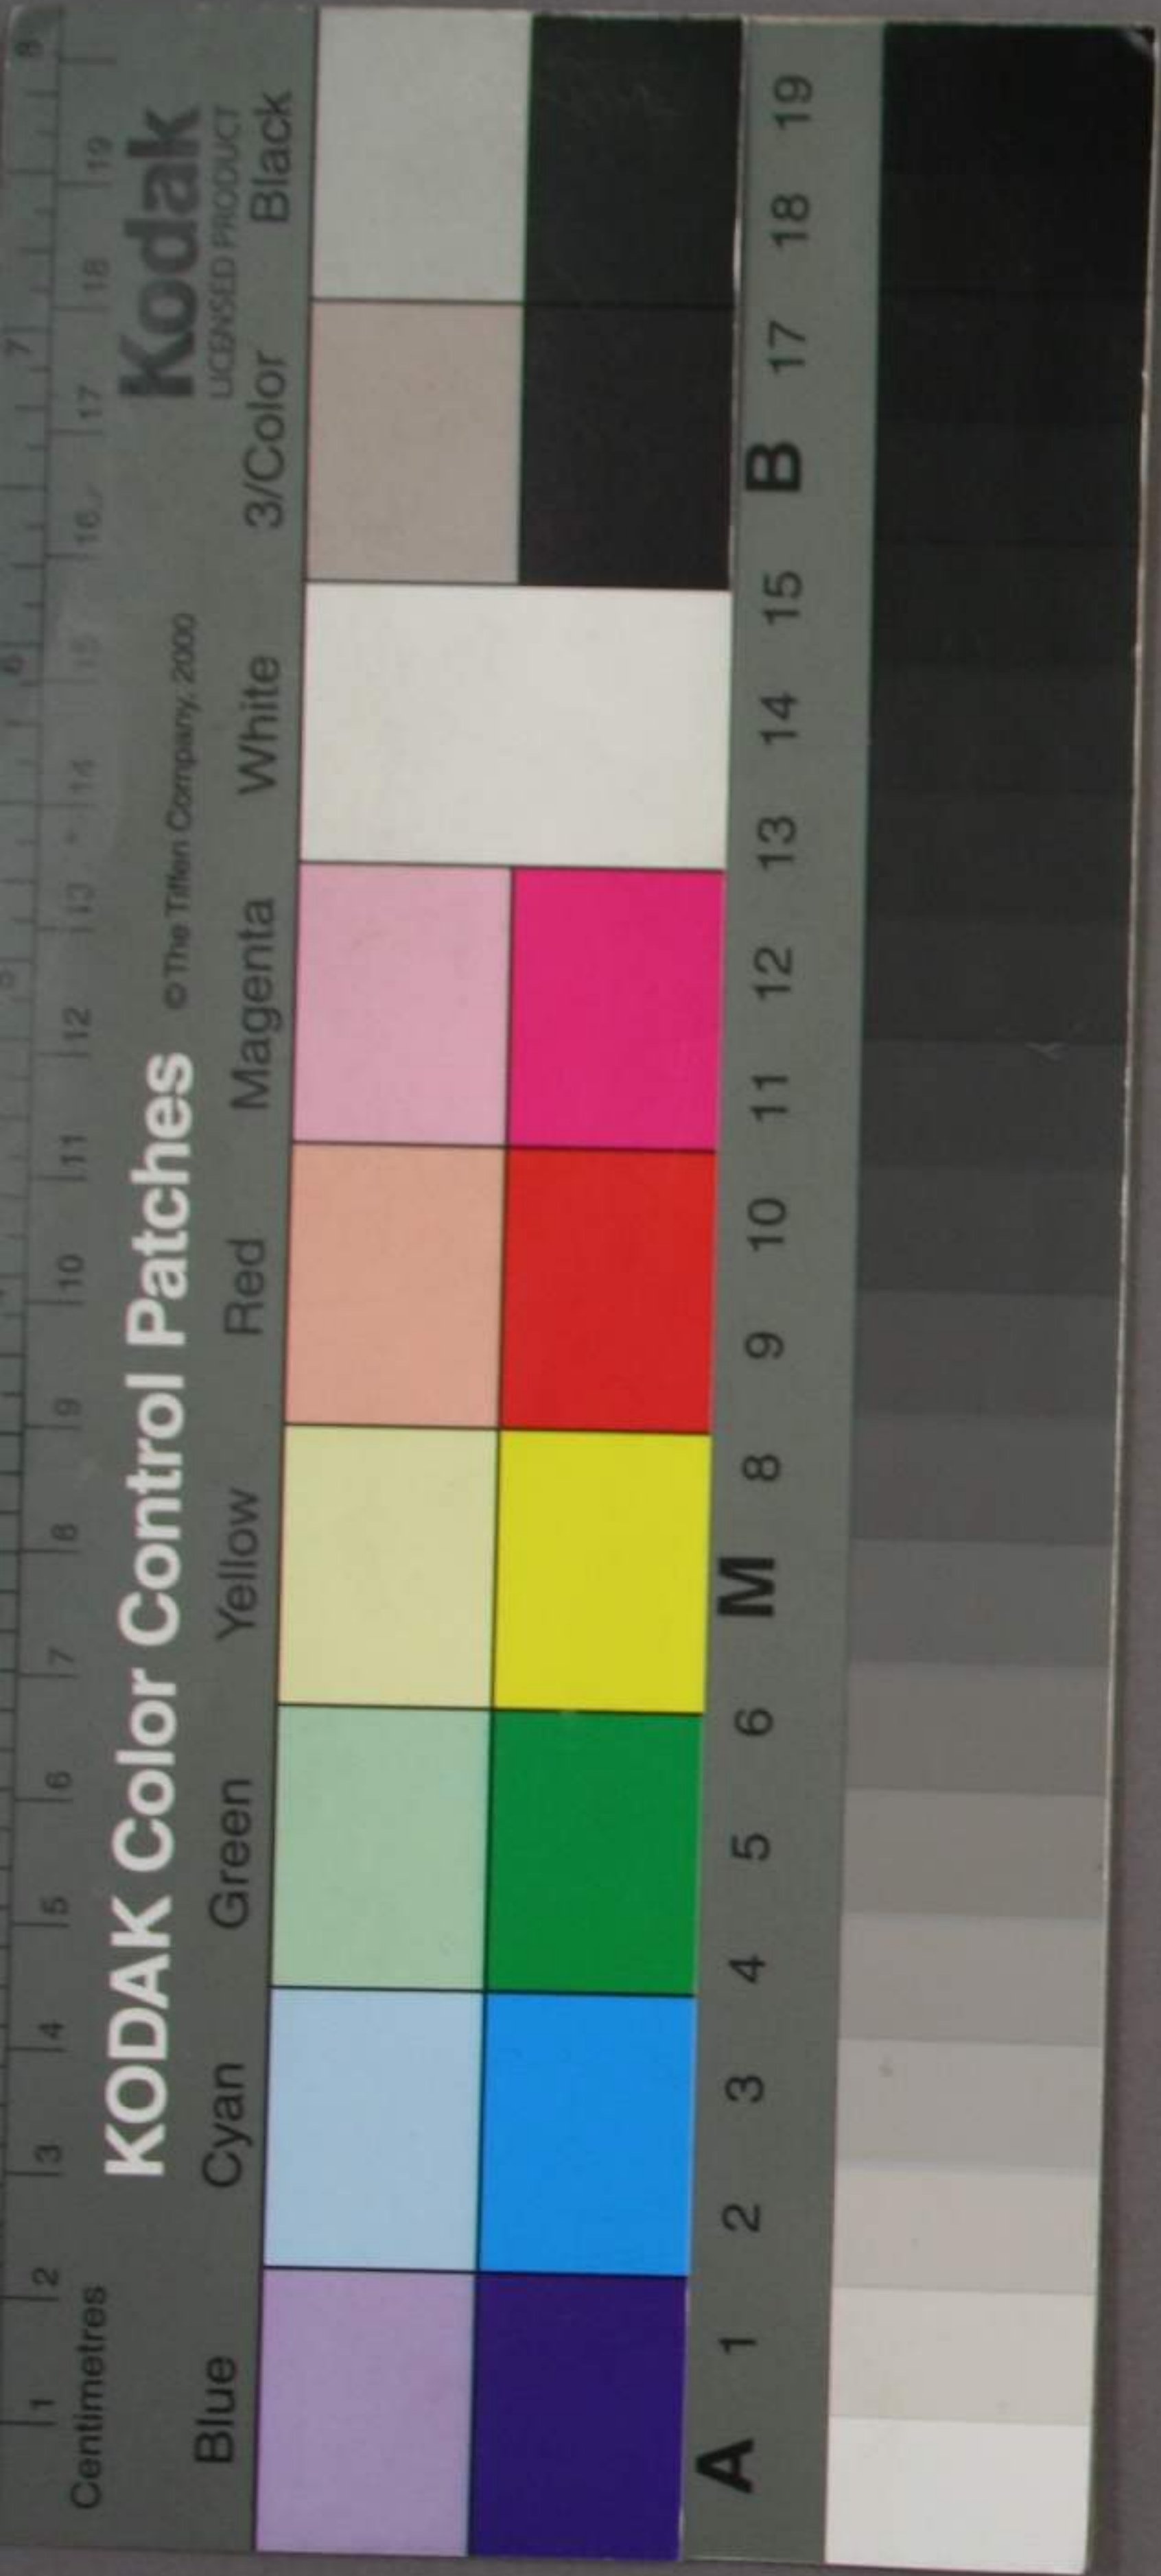 8
1 2 3 4 5 6 7 8 9 10 11 12 13 14 15 16 17 18 19
Centimetres
KODAK Color Control Patches © The Tiffen Company, 2000
Kodak
LICENSED PRODUCT
Blue Cyan Green Yellow Red Magenta White 3/Color Black
A 1 2 3 4 5 6 M 8 9 10 11 12 13 14 15 B 17 18 19